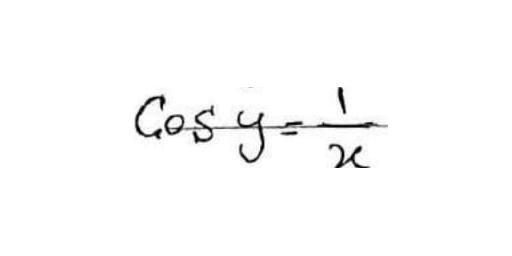 Cos y = 1/x